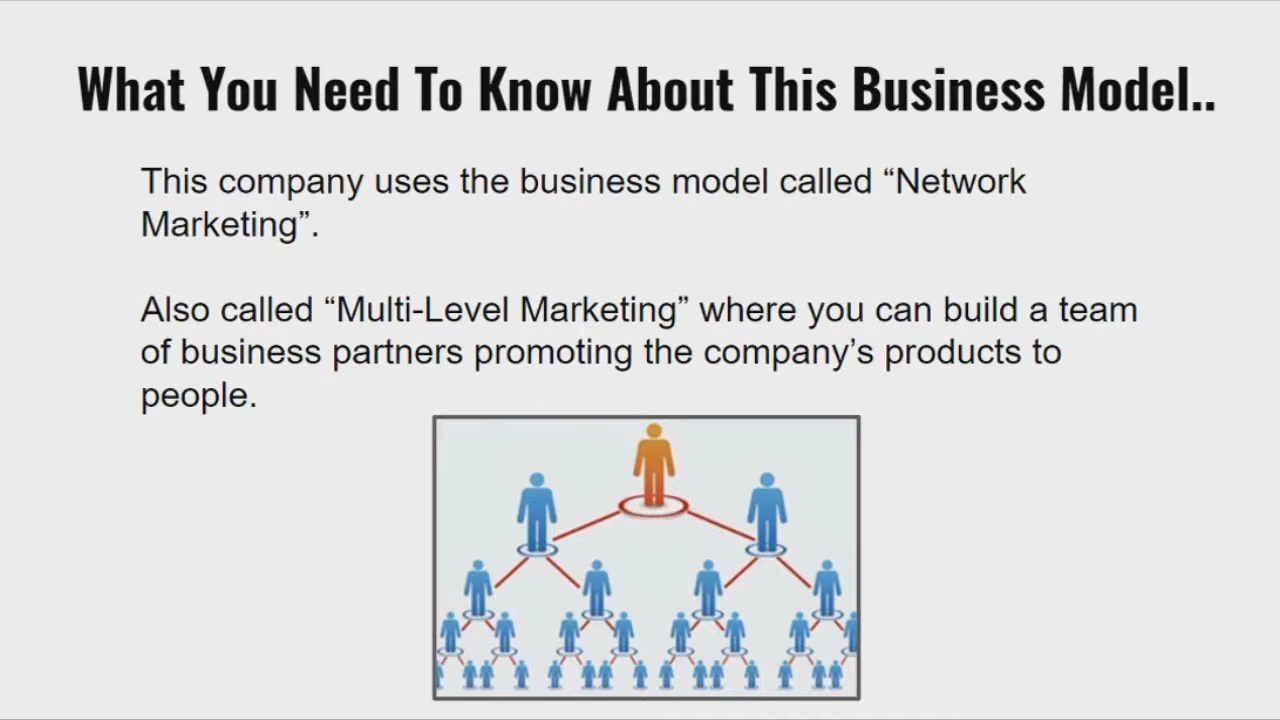 What You Need To Know About This Business Model..
This company uses the business model called “Network
Marketing”.
Also called “Multi-Level Marketing” where you can build a team
of business partners promoting the company’s products to
people.